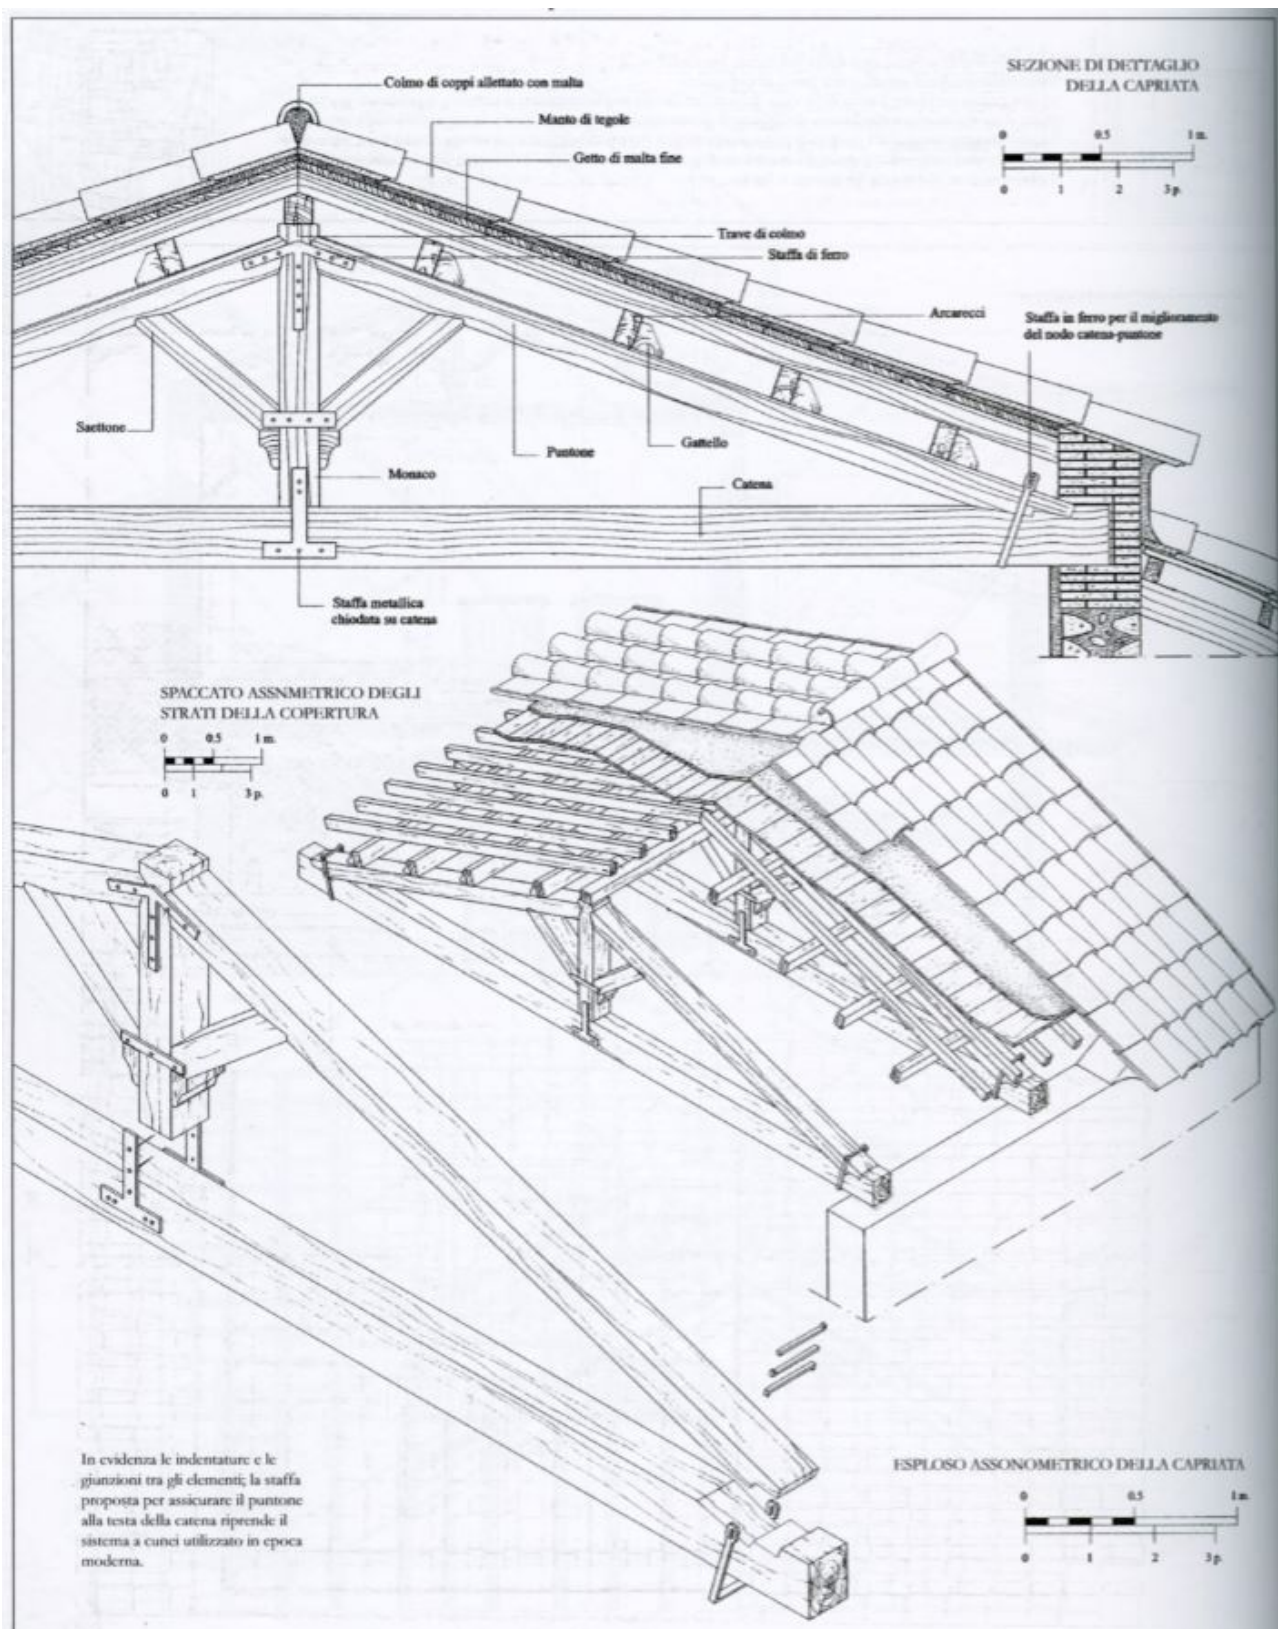 SEZIONE DI DETTAGLIO
DELLA CAPRIATA
0 0.5 1 m.
0 1 2 3 p.
Colmo di coppi allettato con malta
Manto di tegole
Getto di malta fine
Trave di colmo
Staffa di ferro
Arcarecci
Staffa in ferro per il miglioramento
del nodo catena-puntone
Saettone
Puntone
Gattello
Monaco
Catena
Staffa metallica
chiodata su catena
SPACCATO ASSNMETRICO DEGLI
STRATI DELLA COPERTURA
0 0.5 1 m.
0 1 3 p.
In evidenza le indentature e le
giunzioni tra gli elementi; la staffa
proposta per assicurare il puntone
alla testa della catena riprende il
sistema a cunei utilizzato in epoca
moderna.
ESPLOSO ASSONOMETRICO DELLA CAPRIATA
0 0.5 1 m.
0 1 2 3 p.